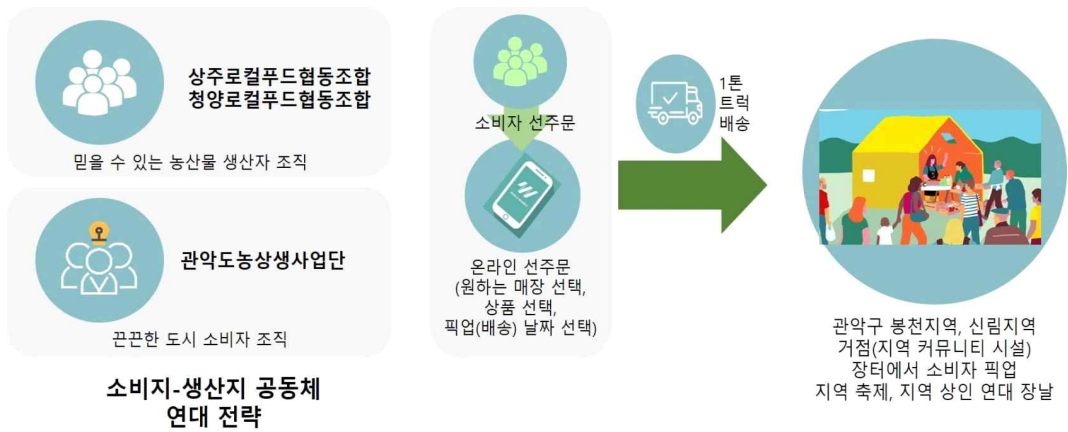 상주로컬푸드협동조합
청양로컬푸드협동조합
믿을 수 있는 농산물 생산자 조직
관악도농상생사업단
끈끈한 도시 소비자 조직
소비지-생산지 공동체
연대 전략
소비자 선주문
온라인 선주문
(원하는 매장 선택,
상품 선택,
픽업(배송) 날짜 선택)
1톤
트럭
배송
관악구 봉천지역, 신림지역
거점(지역 커뮤니티 시설)
장터에서 소비자 픽업
지역 축제, 지역 상인 연대 장날